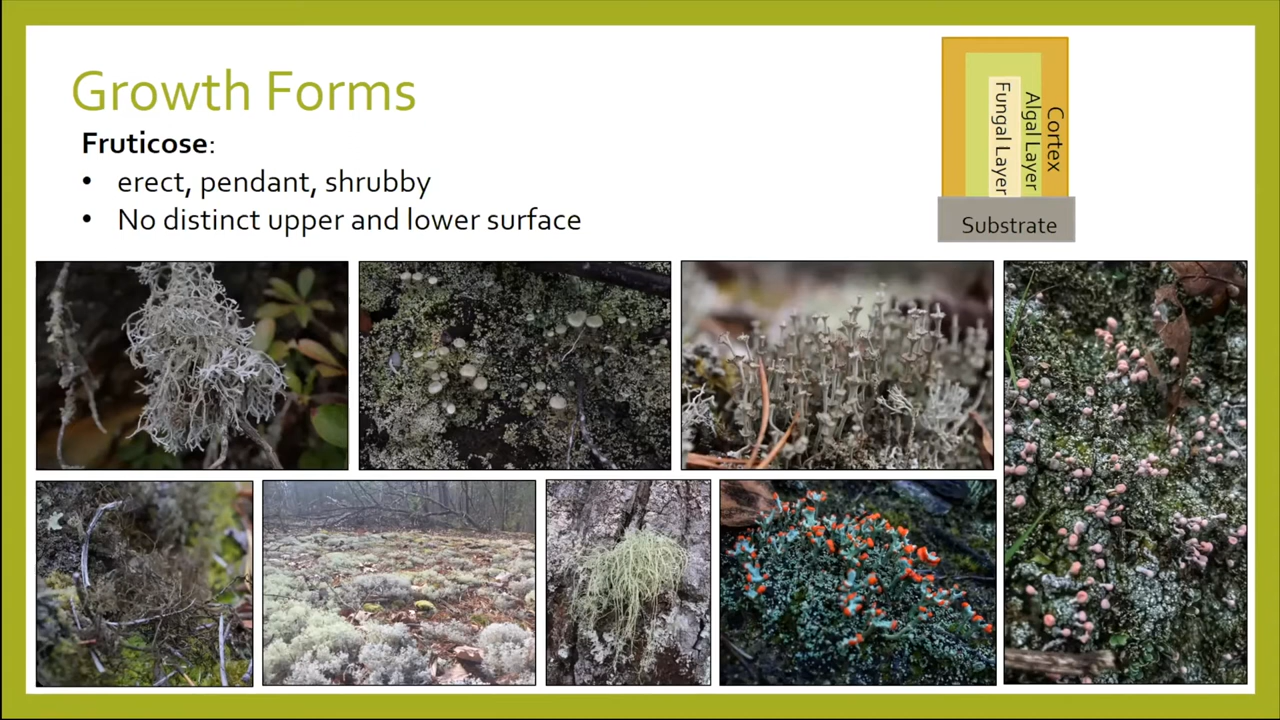 Growth Forms
Fruticose:
• erect, pendant, shrubby
• No distinct upper and lower surface
Cortex
Algal Layer
Fungal Layer
Substrate